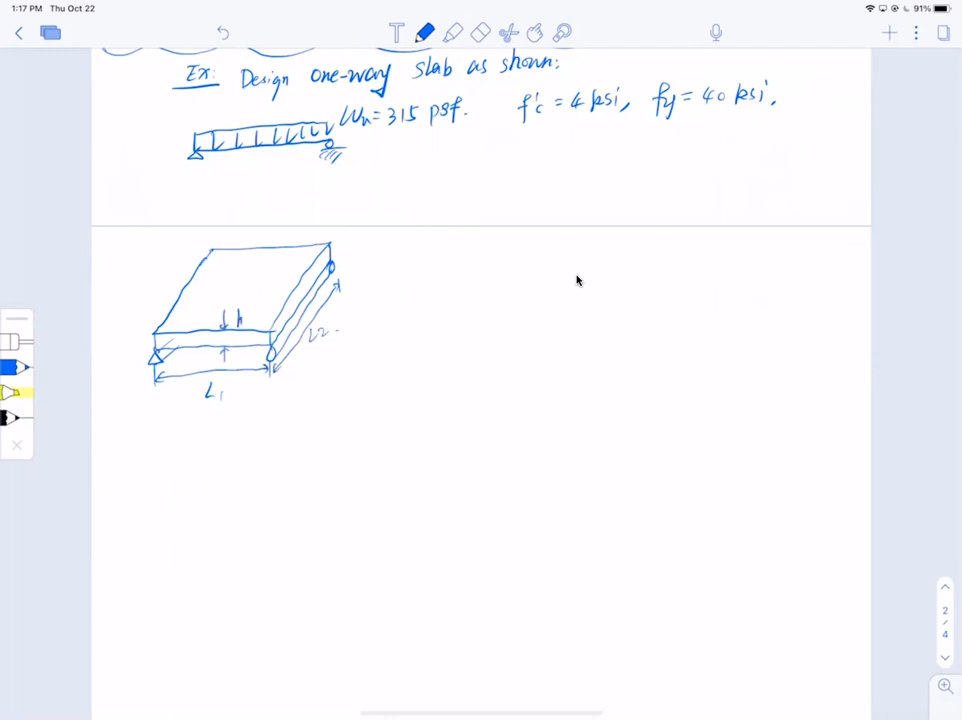 1:17 PM Thu Oct 22
91%
T
Ex: Design one-way slab as shown:
Wu = 315 psf. f'c = 4 ksi, fy = 40 ksi.
h
L2
L1
2
/
4